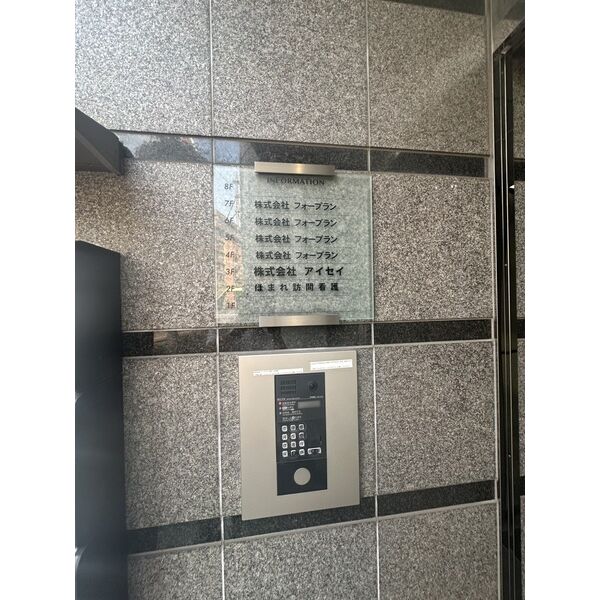 INFORMATION
8F
7F 株式会社 フォープラン
6F 株式会社 フォープラン
5F 株式会社 フォープラン
4F 株式会社 フォープラン
3F 株式会社 アイセイ
2F ほまれ訪問看護
1F